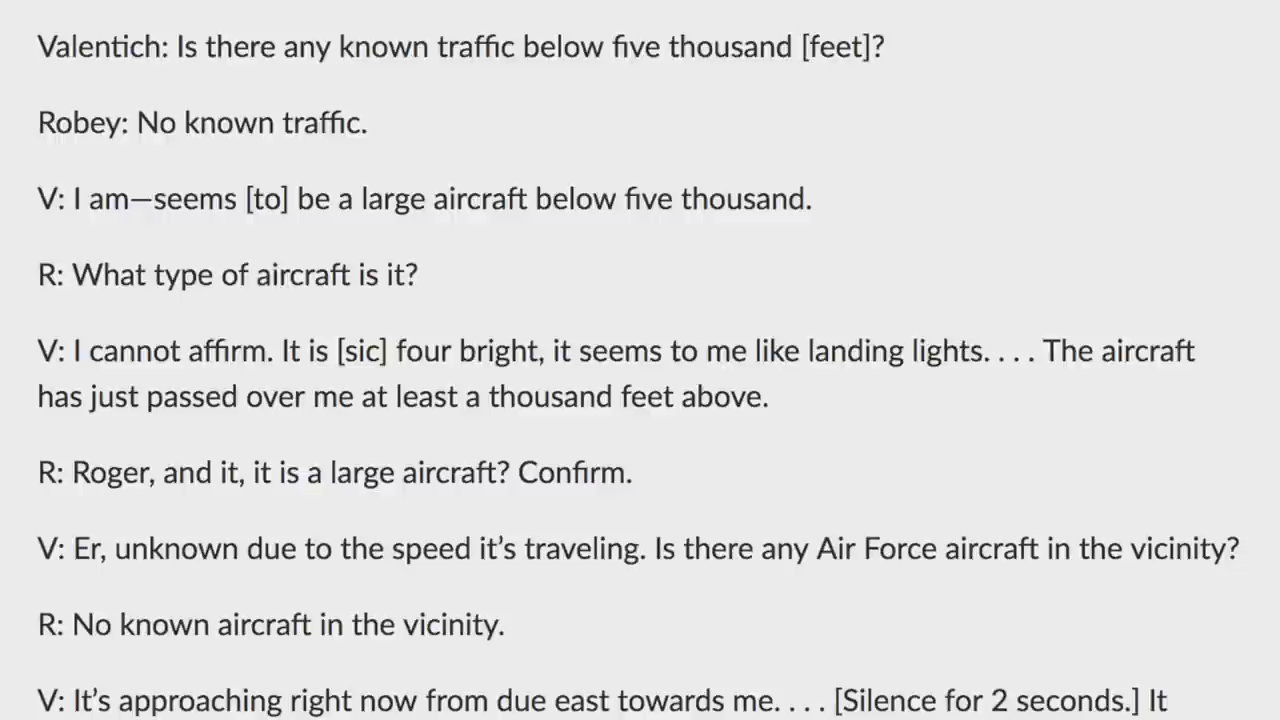 Valentich: Is there any known traffic below five thousand [feet]?
Robey: No known traffic.
V: I am—seems [to] be a large aircraft below five thousand.
R: What type of aircraft is it?
V: I cannot affirm. It is [sic] four bright, it seems to me like landing lights. . . . The aircraft
has just passed over me at least a thousand feet above.
R: Roger, and it, it is a large aircraft? Confirm.
V: Er, unknown due to the speed it’s traveling. Is there any Air Force aircraft in the vicinity?
R: No known aircraft in the vicinity.
V: It’s approaching right now from due east towards me. . . . [Silence for 2 seconds.] It